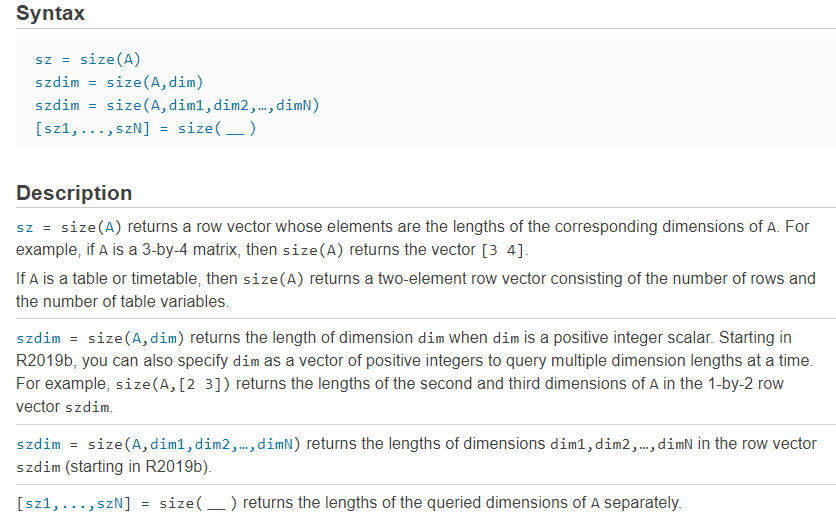 Syntax
sz = size(A)
szdim = size(A,dim)
szdim = size(A,dim1,dim2,…,dimN)
[sz1,...,szN] = size( __ )
Description
sz = size(A) returns a row vector whose elements are the lengths of the corresponding dimensions of A. For
example, if A is a 3-by-4 matrix, then size(A) returns the vector [3 4].
If A is a table or timetable, then size(A) returns a two-element row vector consisting of the number of rows and
the number of table variables.
szdim = size(A,dim) returns the length of dimension dim when dim is a positive integer scalar. Starting in
R2019b, you can also specify dim as a vector of positive integers to query multiple dimension lengths at a time.
For example, size(A,[2 3]) returns the lengths of the second and third dimensions of A in the 1-by-2 row
vector szdim.
szdim = size(A,dim1,dim2,…,dimN) returns the lengths of dimensions dim1,dim2,…,dimN in the row vector
szdim (starting in R2019b).
[sz1,...,szN] = size( __ ) returns the lengths of the queried dimensions of A separately.